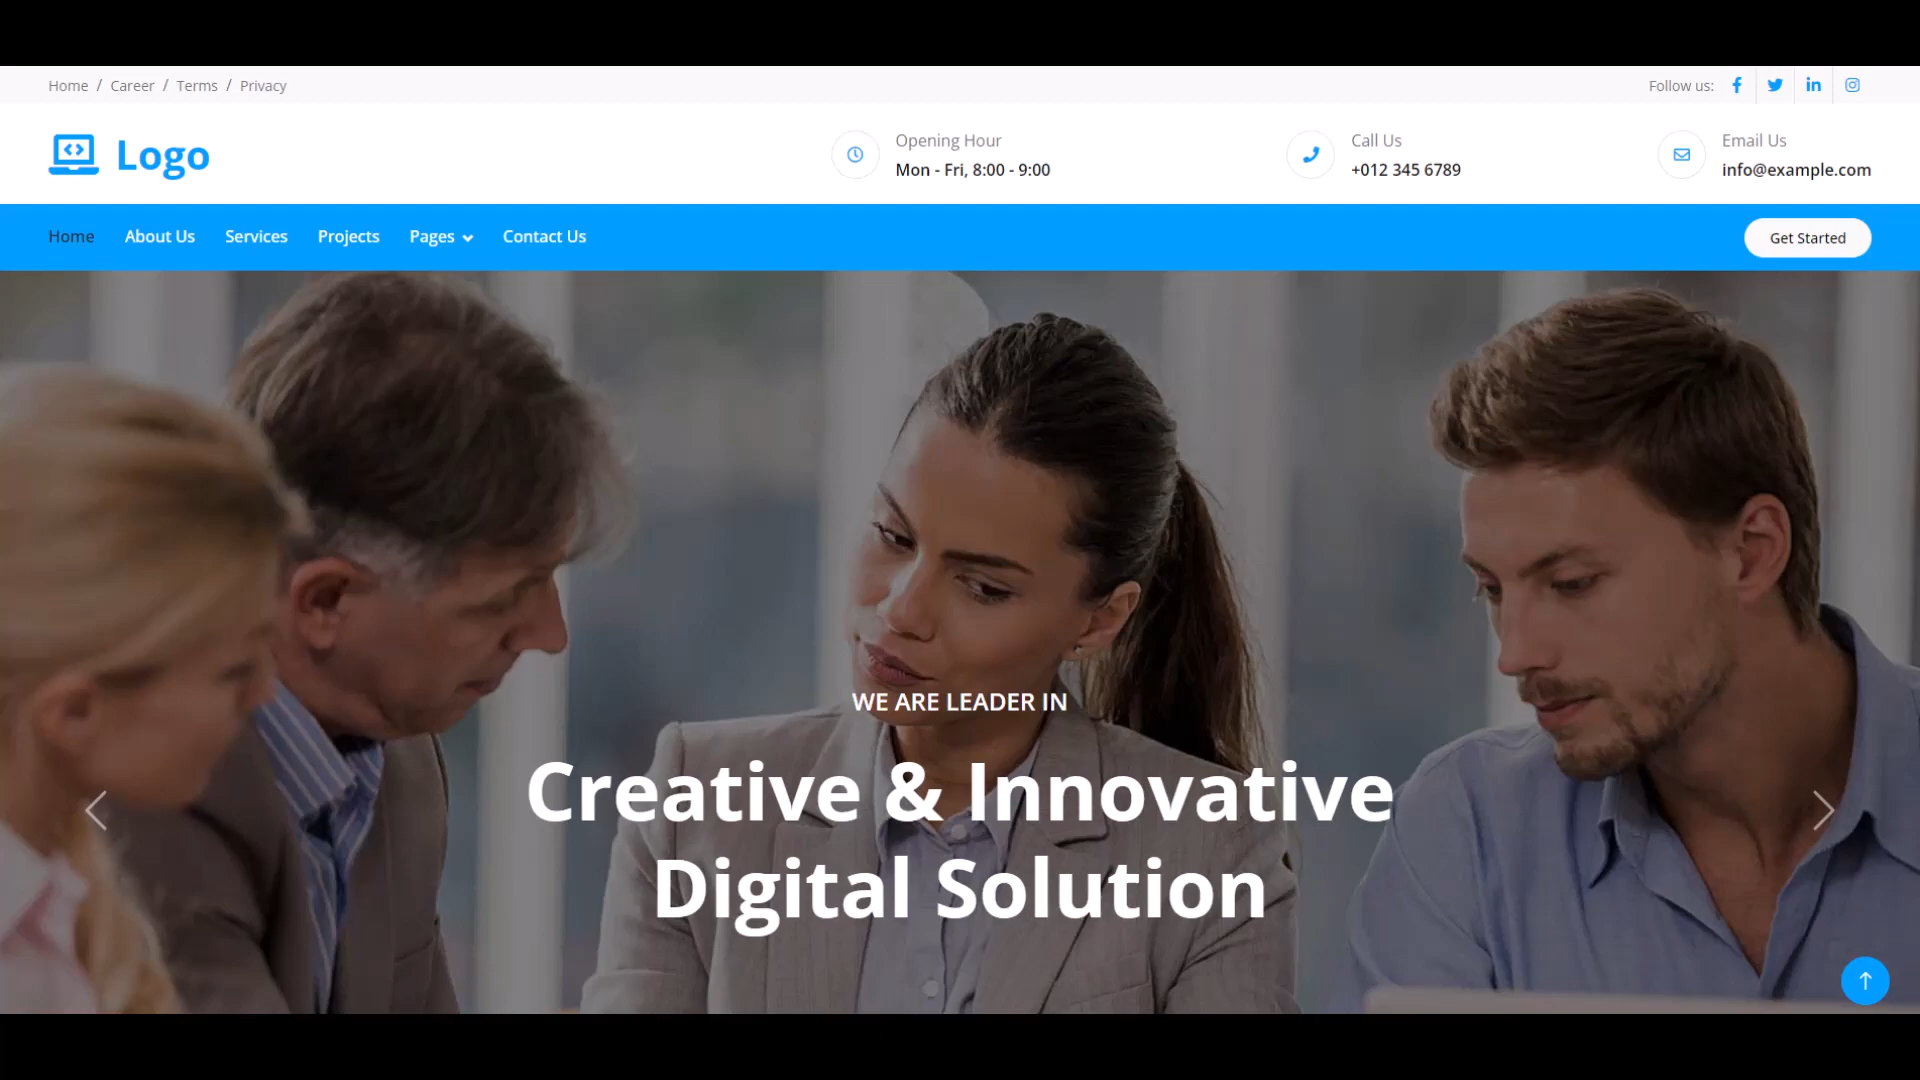 Home / Career / Terms / Privacy
Follow us:
Logo
Opening Hour
Mon - Fri, 8:00 - 9:00
Call Us
+012 345 6789
Email Us
info@example.com
Home
About Us
Services
Projects
Pages
Contact Us
Get Started
WE ARE LEADER IN
Creative & Innovative
Digital Solution